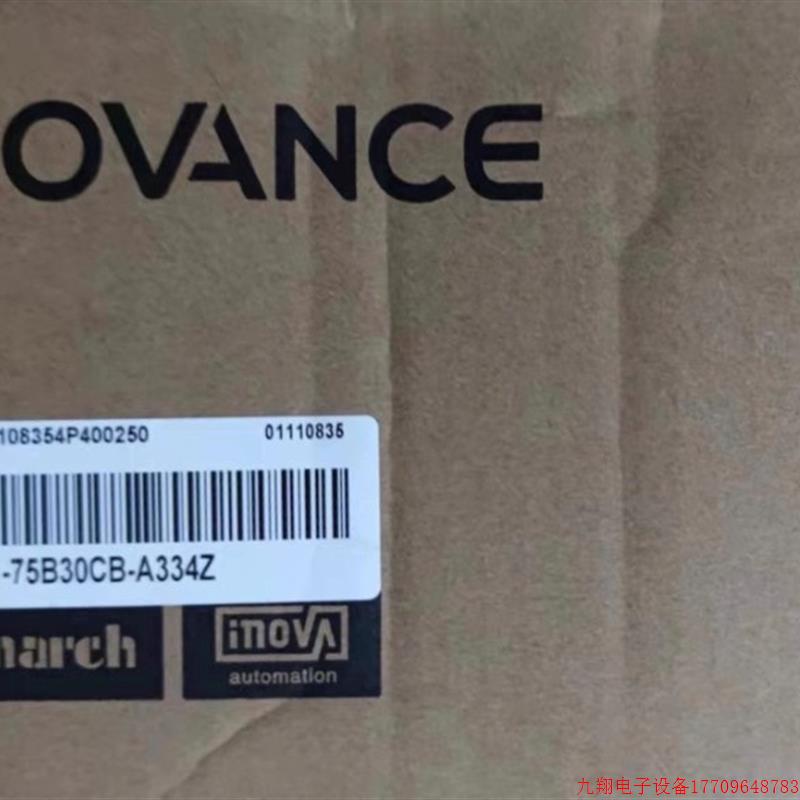 OVANCE
108354P400250 01110835
-75B30CB-A334Z
narch
inovA
automation
九翔电子设备17709648783